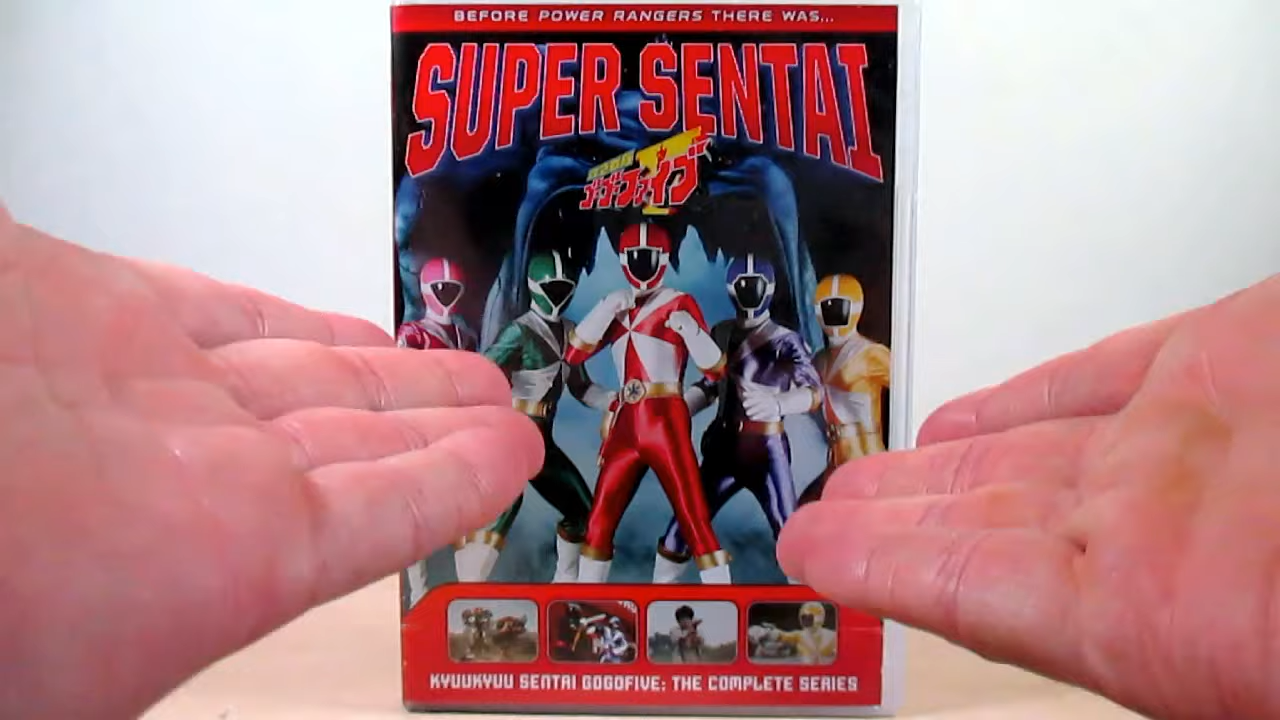 BEFORE POWER RANGERS THERE WAS...
SUPER SENTAI
ゴーゴーファイブ
KYUUKYUU SENTAI GOGOFIVE: THE COMPLETE SERIES